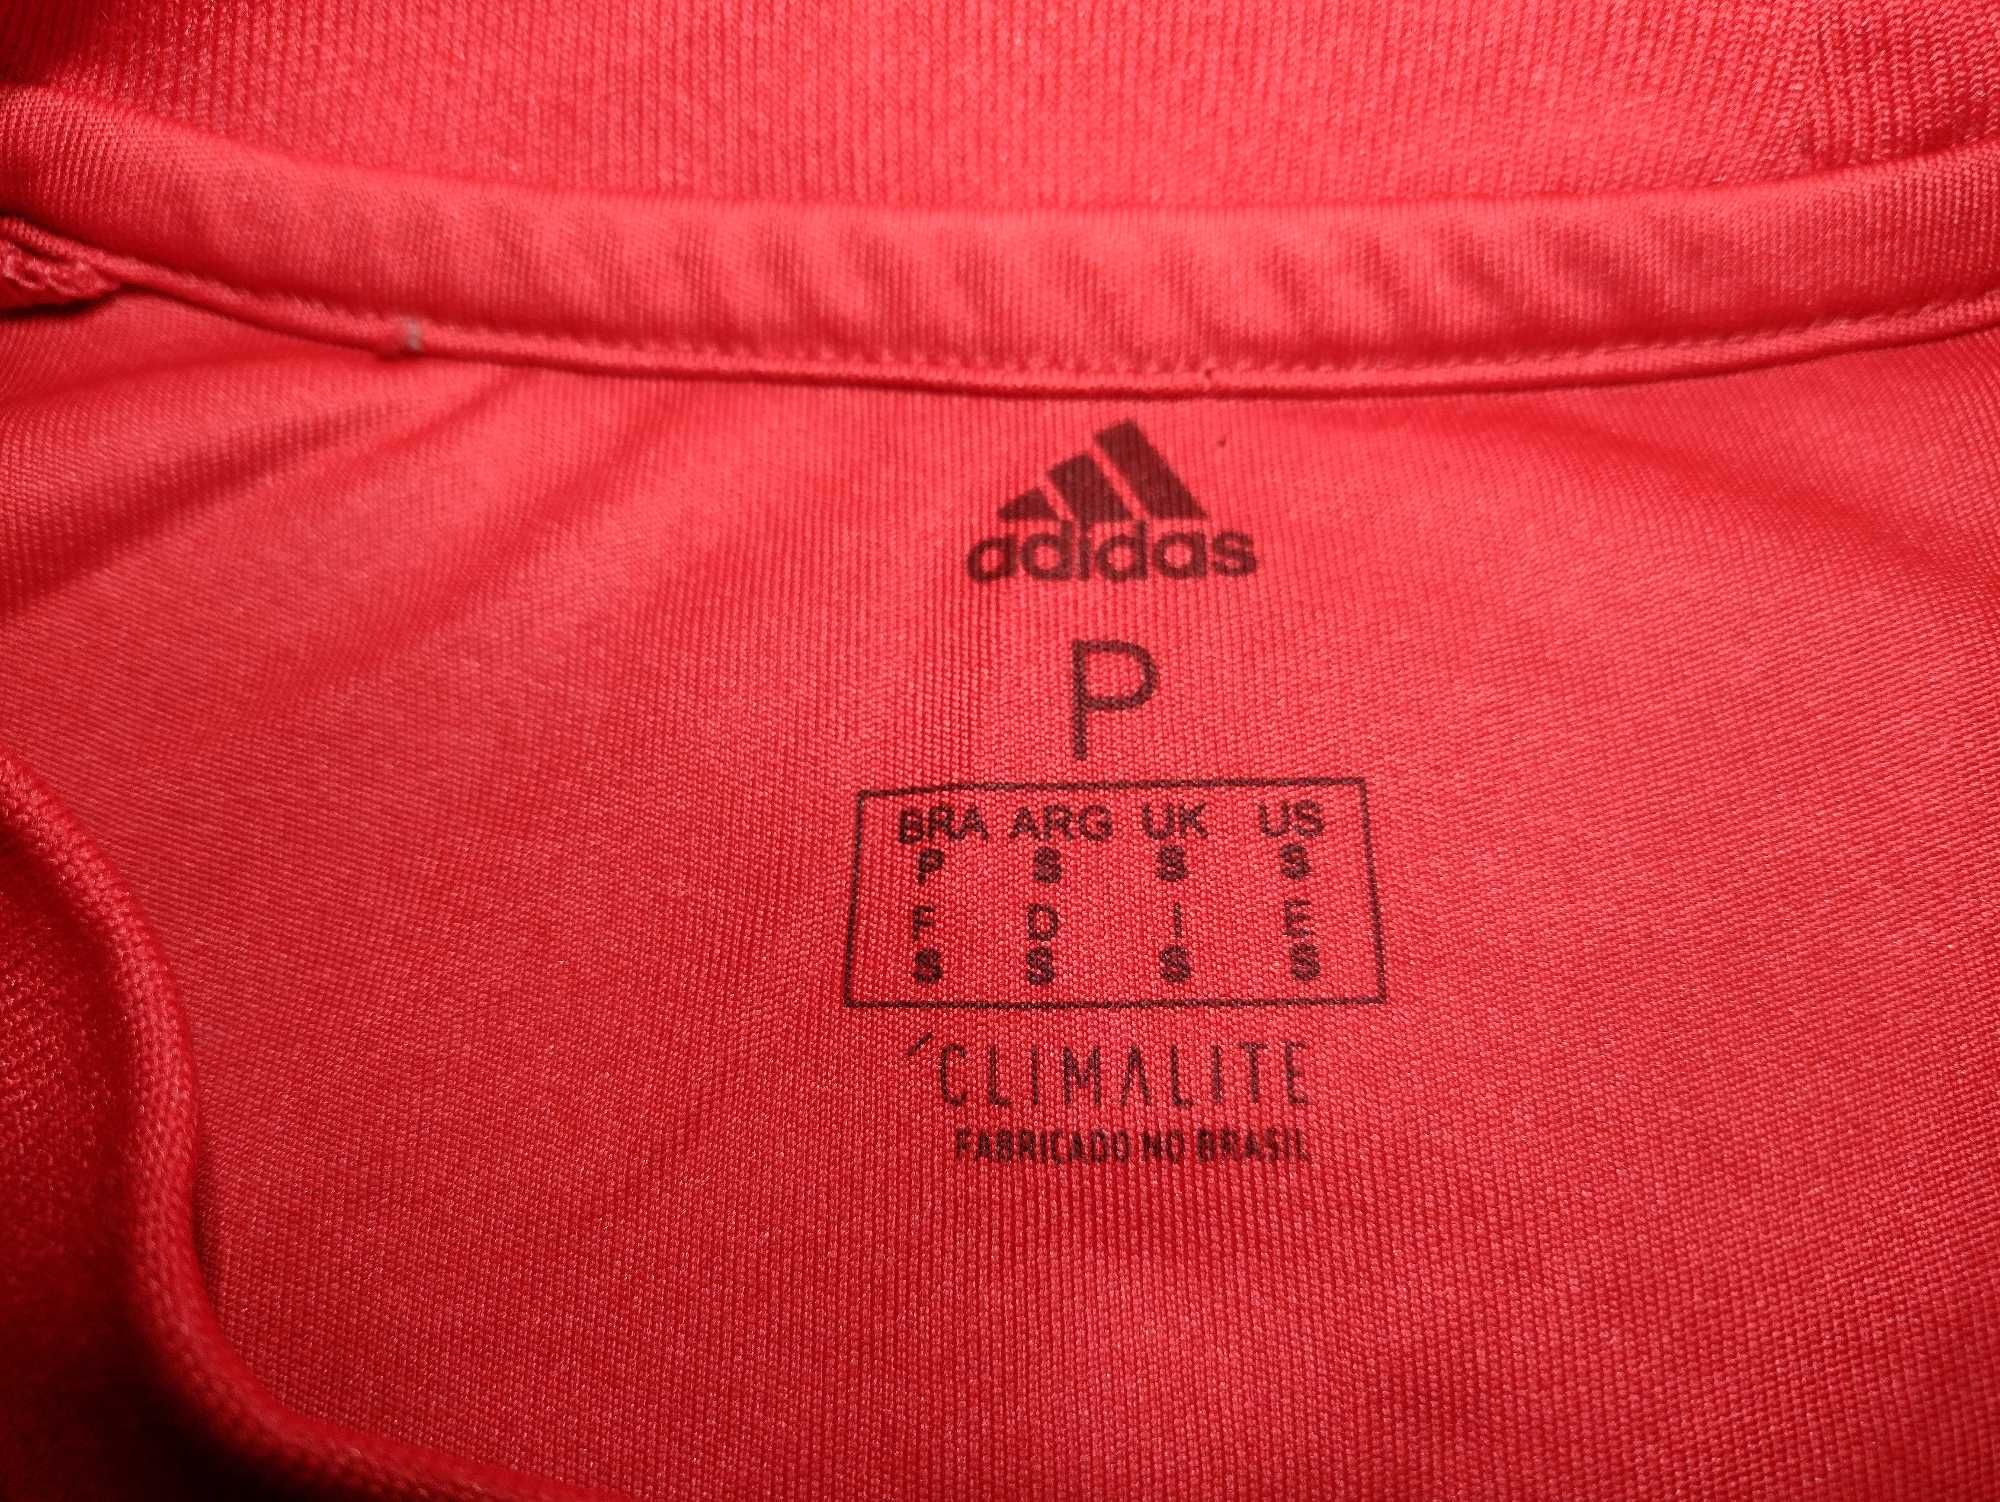 adidas
P
BRA ARG UK US
P S S S
F D I E
S S S S
´CLIMALITE
FABRICADO NO BRASIL